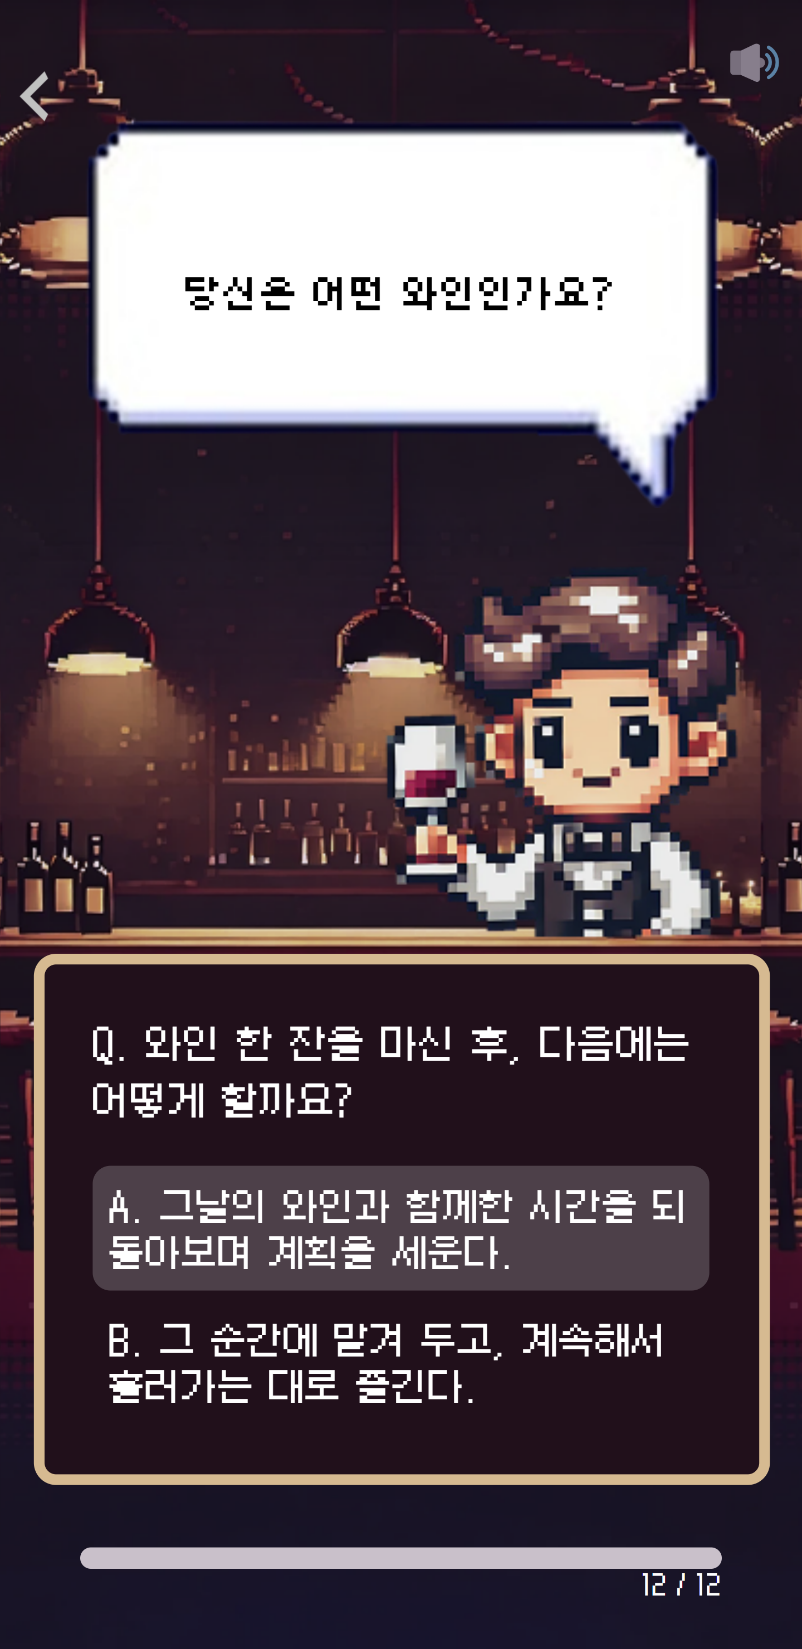 당신은 어떤 와인인가요?
Q. 와인 한 잔을 마신 후, 다음에는
어떻게 할까요?
A. 그날의 와인과 함께한 시간을 되
돌아보며 계획을 세운다.
B. 그 순간에 맡겨 두고, 계속해서
흘러가는 대로 즐긴다.
12 / 12